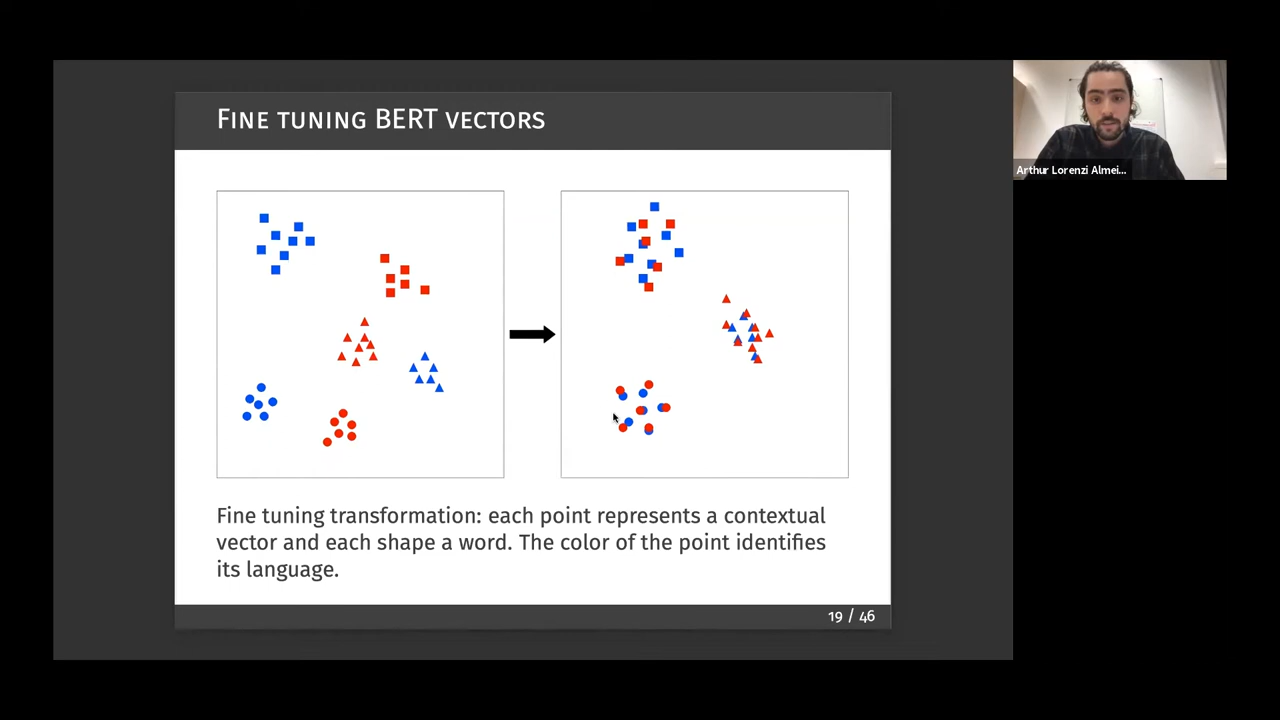 Fine tuning BERT vectors
Arthur Lorenzi Almei...
Fine tuning transformation: each point represents a contextual
vector and each shape a word. The color of the point identifies
its language.
19 / 46